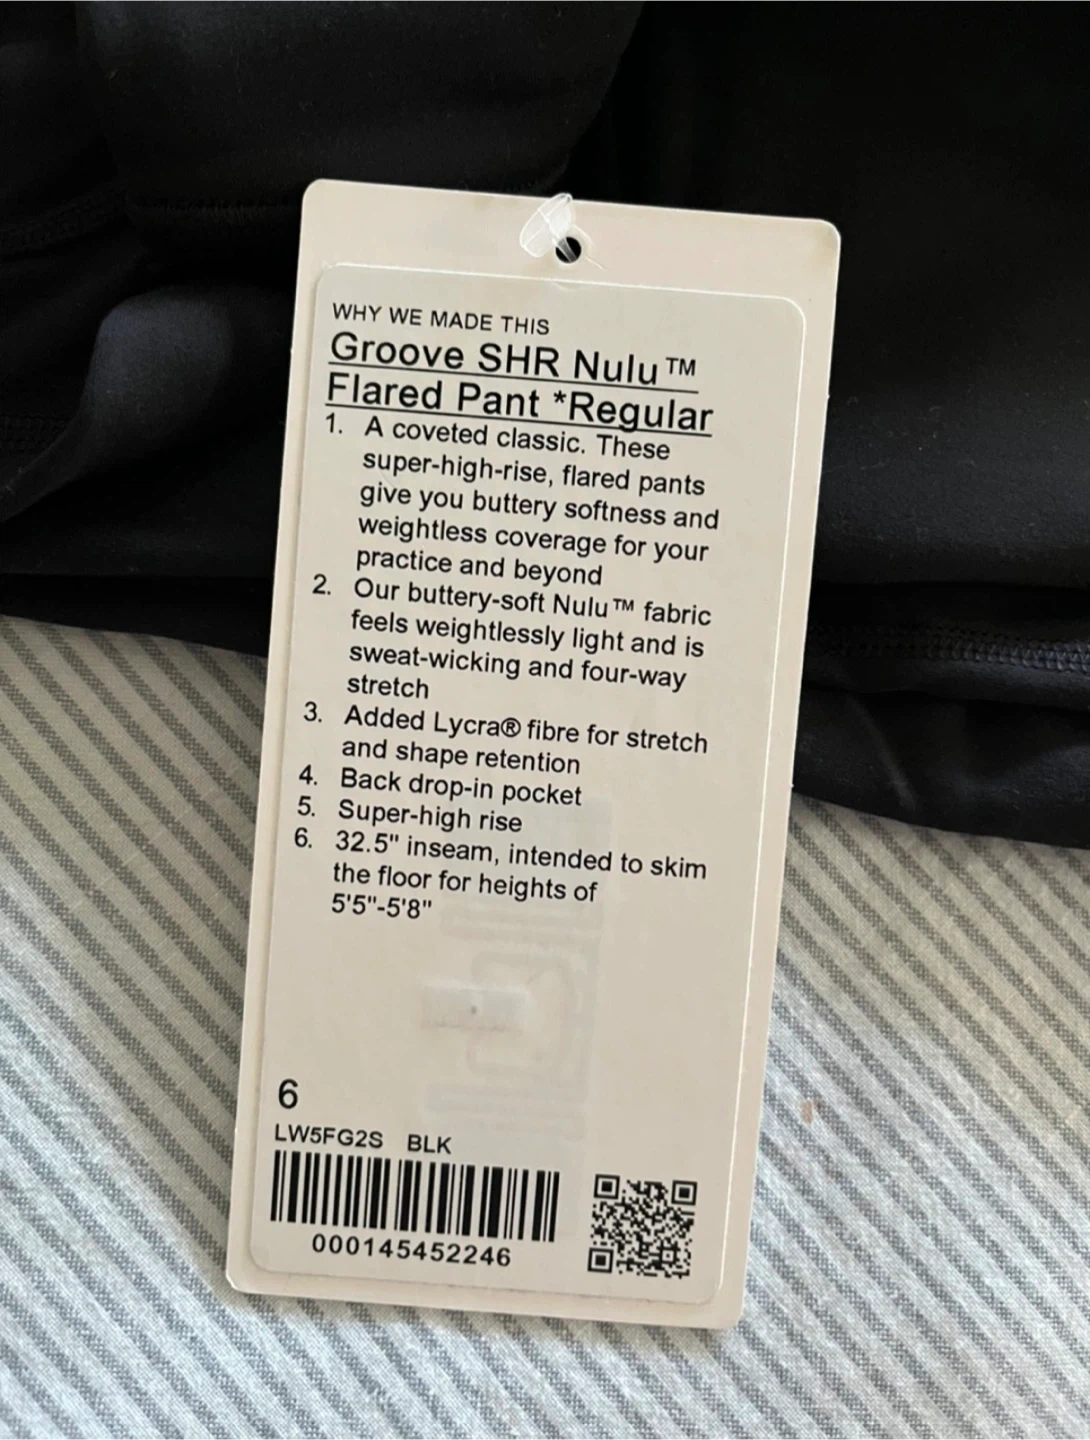 WHY WE MADE THIS
Groove SHR Nulu™
Flared Pant *Regular
1. A coveted classic. These
super-high-rise, flared pants
give you buttery softness and
weightless coverage for your
practice and beyond
2. Our buttery-soft Nulu™ fabric
feels weightlessly light and is
sweat-wicking and four-way
stretch
3. Added Lycra® fibre for stretch
and shape retention
4. Back drop-in pocket
5. Super-high rise
6. 32.5" inseam, intended to skim
the floor for heights of
5'5"-5'8"
6
LW5FG2S BLK
000145452246